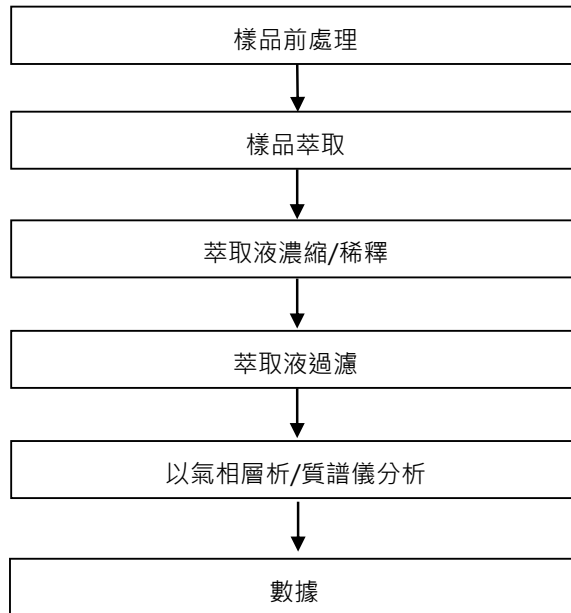 樣品前處理
樣品萃取
萃取液濃縮/稀釋
萃取液過濾
以氣相層析/質譜儀分析
數據